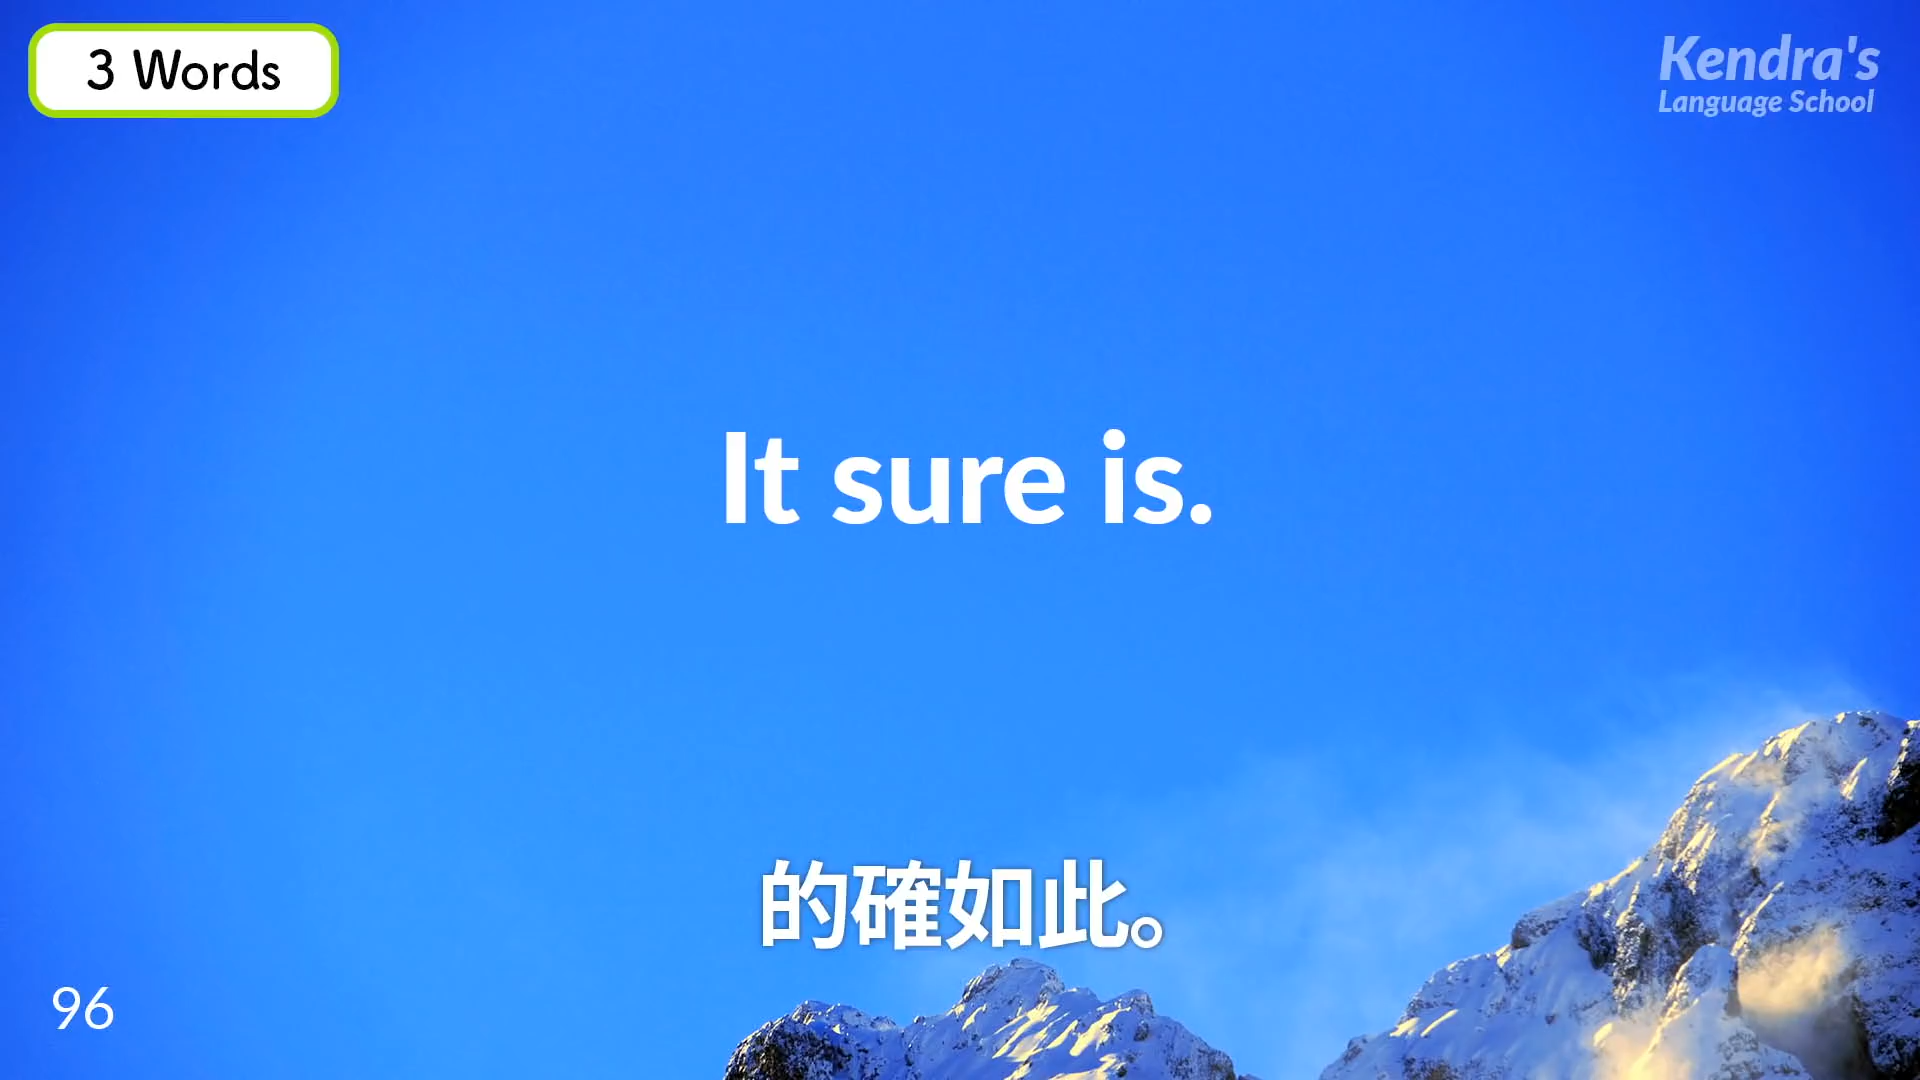 3 Words
Kendra's
Language School
It sure is.
的確如此。
96